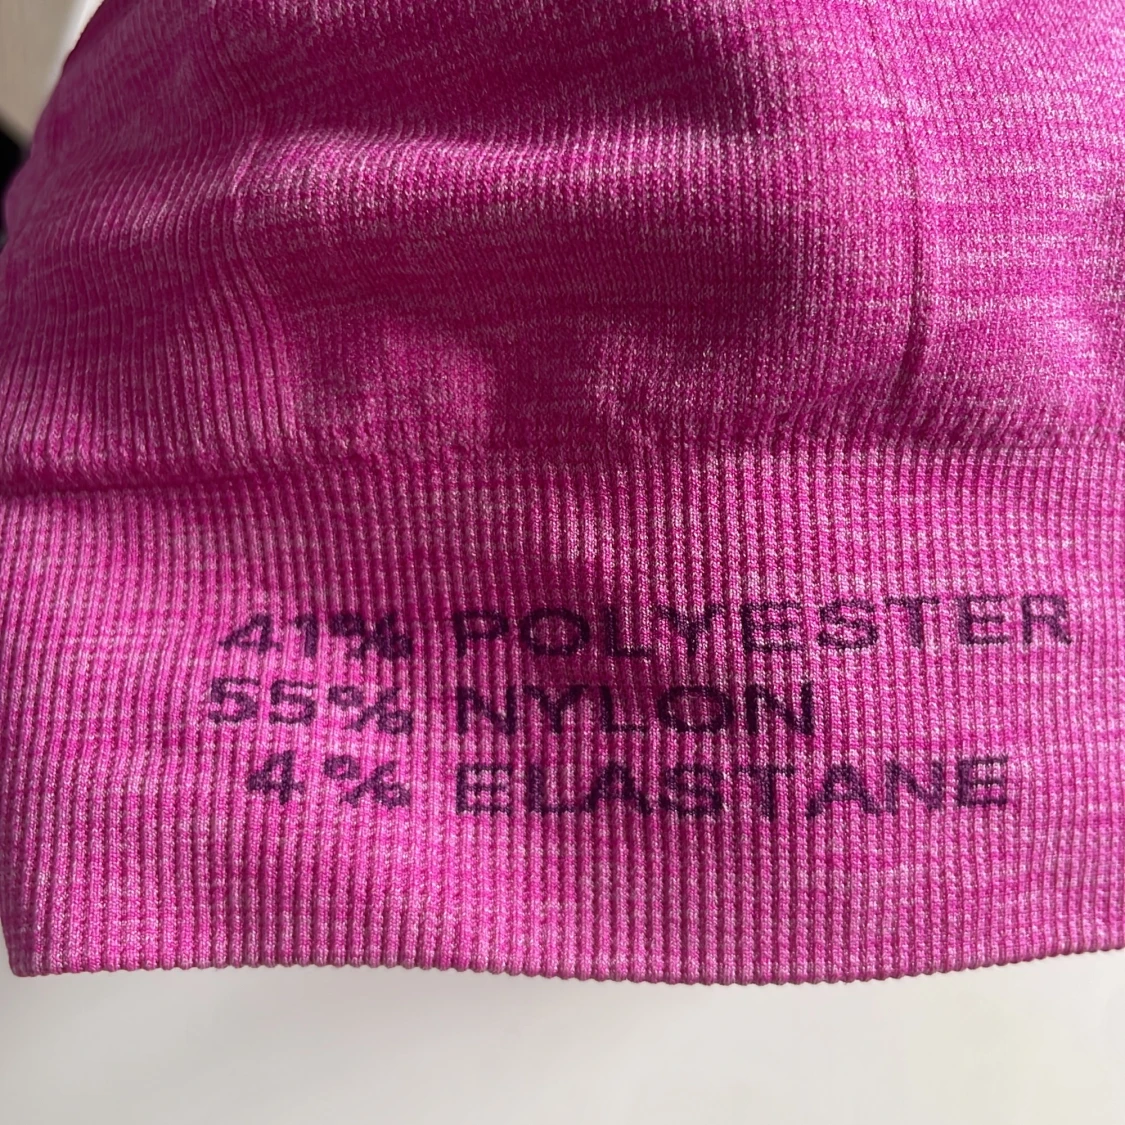 41% POLYESTER
55% NYLON
4% ELASTANE